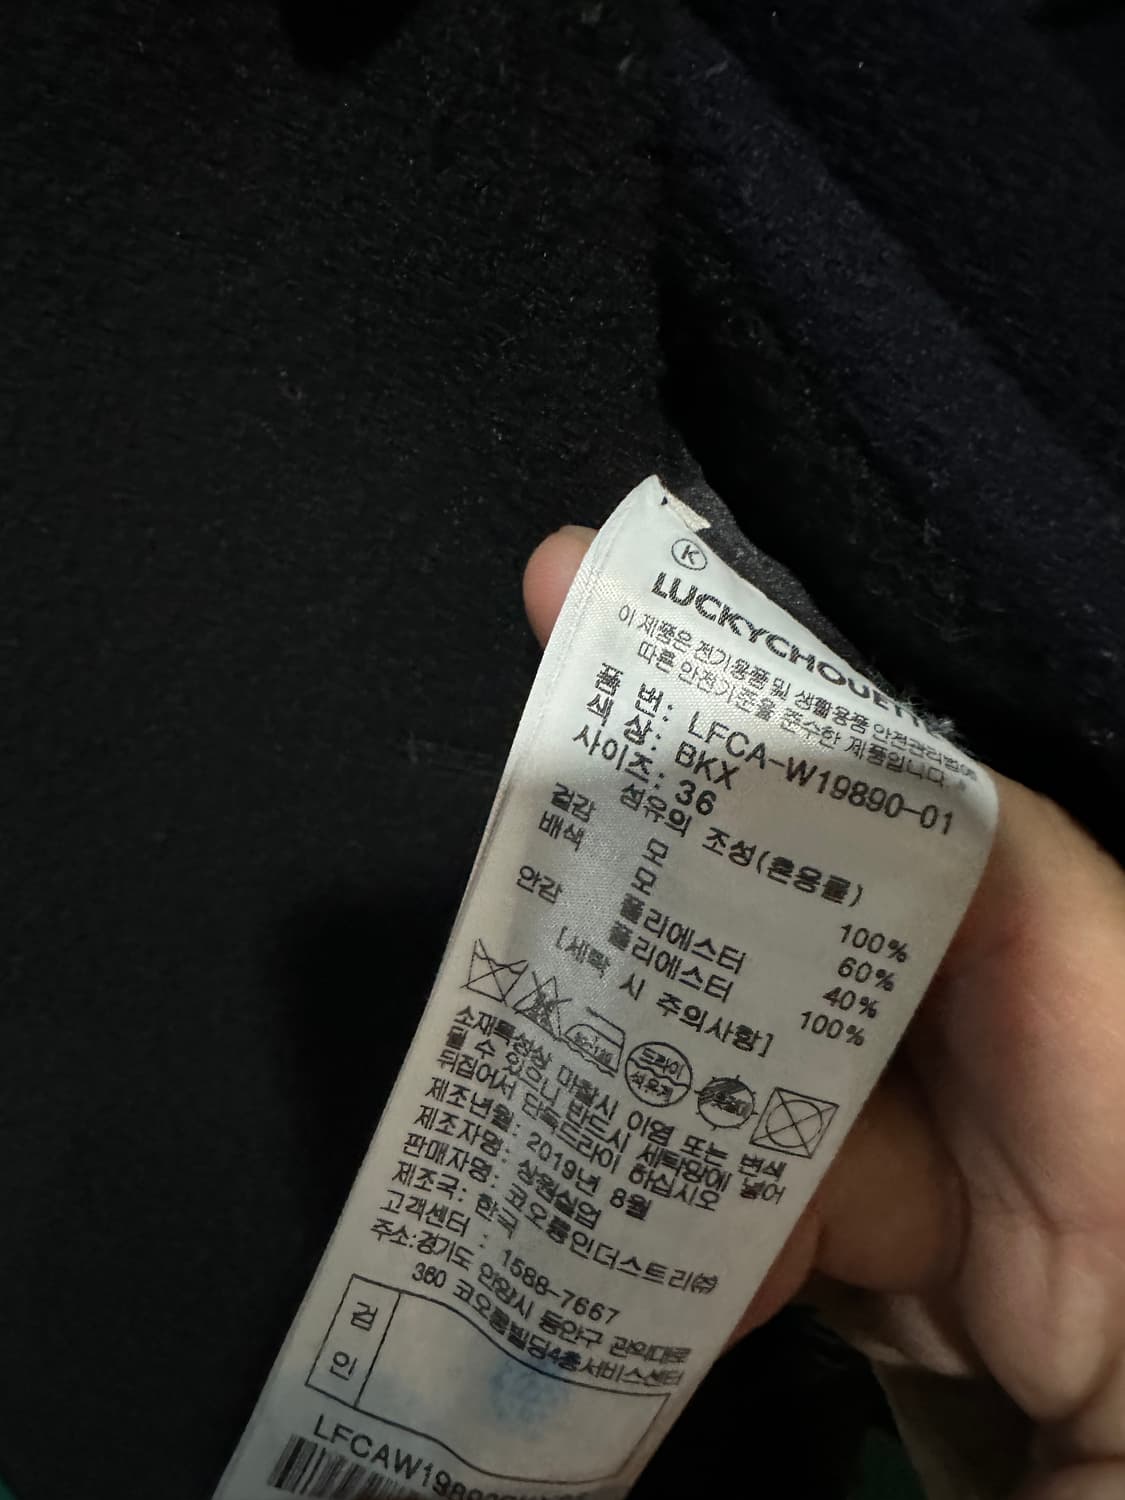 K
LUCKYCHOUETT
이 제품은 전기용품 및 생활용품 안전관리법에
따른 안전기준을 준수한 제품입니다
품 번: LFCA-W19890-01
색 상: BKX
사이즈: 36
섬유의 조성(혼용률)
겉감 모 100%
배색 모 60%
폴리에스터 40%
안감 폴리에스터 100%
[세탁 시 주의사항]
드라이
석유계
소재특성상 마찰시 이염 또는 변색
될 수 있으니 반드시 세탁망에 넣어
뒤집어서 단독드라이 하십시오
제조년월: 2019년 8월
제조자명: 상원실업
판매자명: 코오롱인더스트리㈜
제조국: 한국
고객센터 : 1588-7667
주소:경기도 안양시 동안구 관악대로
360 코오롱빌딩4층서비스센터
검
인
LFCAW1989